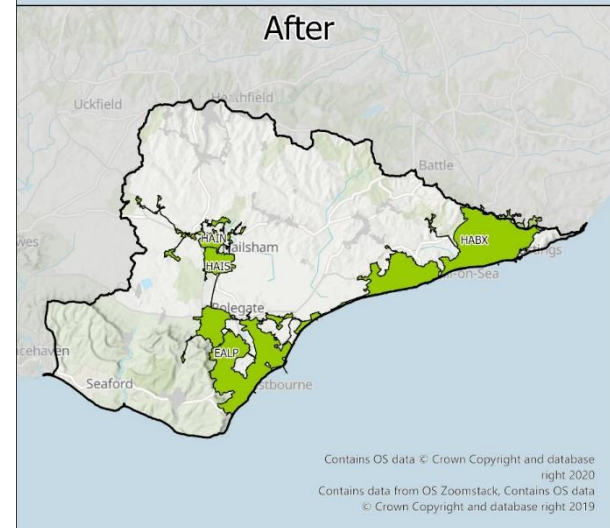 After
Uckfield
Battle
HAIN
Hailsham
HAIS
HABX
Polegate
EALP
Seaford
Contains OS data © Crown Copyright and database
right 2020
Contains data from OS Zoomstack, Contains OS data
© Crown Copyright and database right 2019